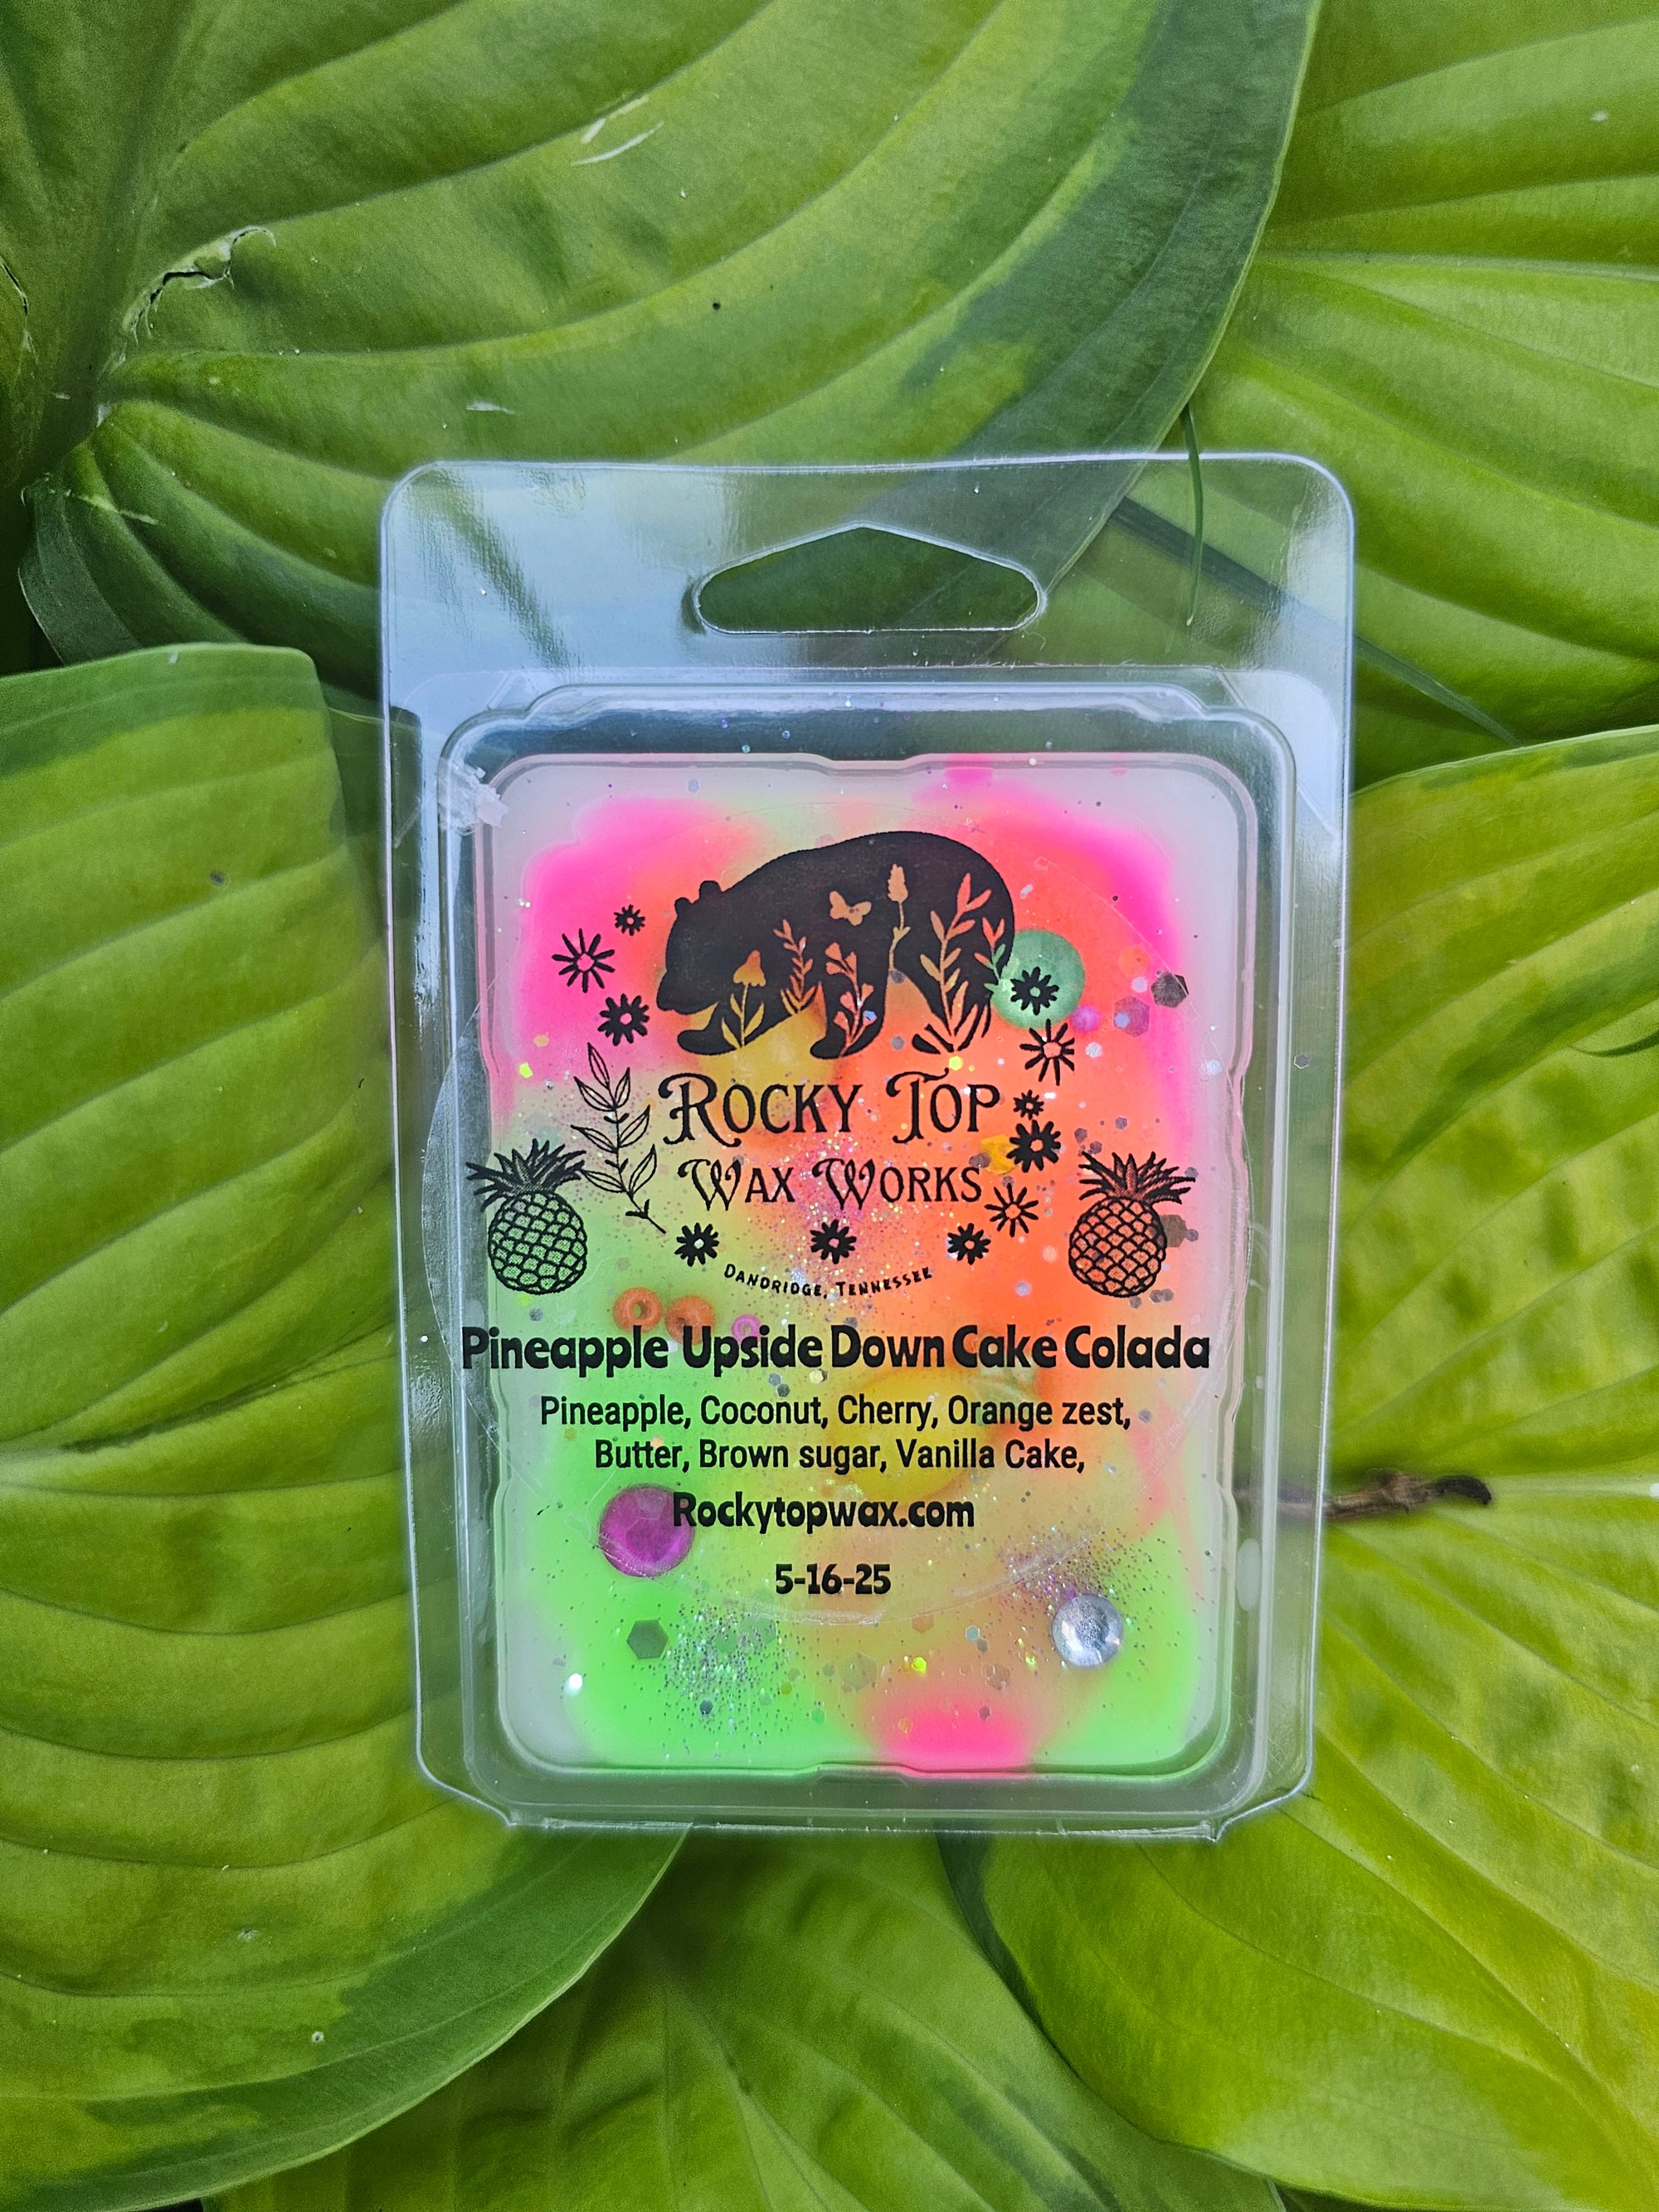 Rocky Top
Wax Works
Dandridge, Tennessee
Pineapple Upside Down Cake Colada
Pineapple, Coconut, Cherry, Orange zest,
Butter, Brown sugar, Vanilla Cake,
Rockytopwax.com
5-16-25